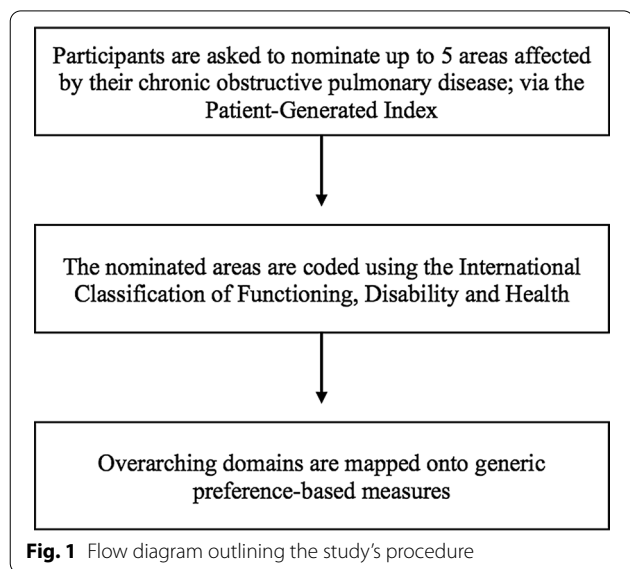 Participants are asked to nominate up to 5 areas affected
by their chronic obstructive pulmonary disease; via the
Patient-Generated Index
The nominated areas are coded using the International
Classification of Functioning, Disability and Health
Overarching domains are mapped onto generic
preference-based measures
Fig. 1 Flow diagram outlining the study's procedure